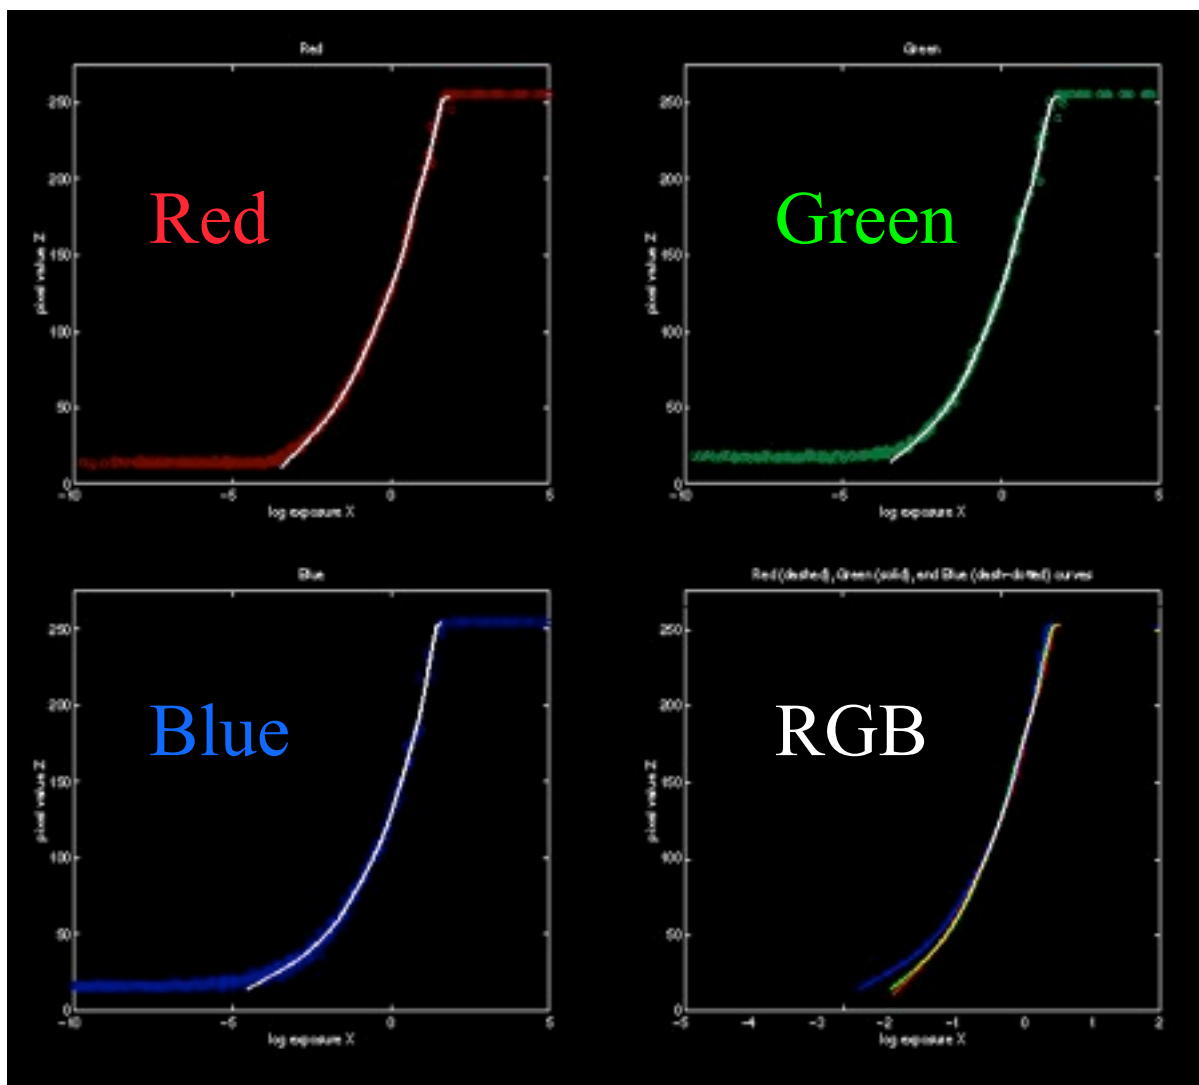 Red
250
200
150
100
50
0
-10
-5
0
5
pixel value Z
log exposure X
Red
Green
250
200
150
100
50
0
-10
-5
0
5
pixel value Z
log exposure X
Green
Blue
250
200
150
100
50
0
-10
-5
0
5
pixel value Z
log exposure X
Blue
Red (dashed), Green (solid), and Blue (dash-dotted) curves
250
200
150
100
50
0
-5
-4
-3
-2
-1
0
1
2
pixel value Z
log exposure X
RGB